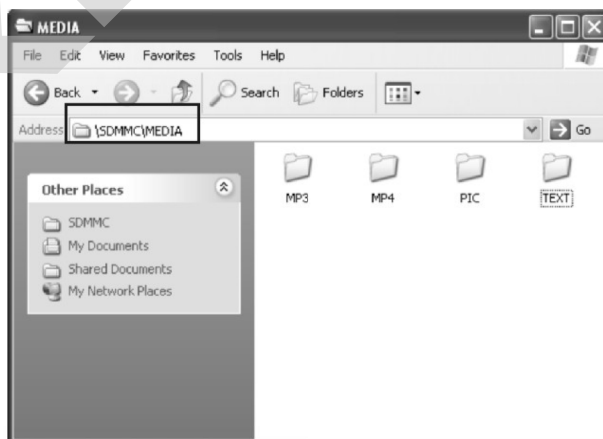 MEDIA
File Edit View Favorites Tools Help
Back Search Folders
Address \SDMMC\MEDIA Go
Other Places
SDMMC
My Documents
Shared Documents
My Network Places
MP3 MP4 PIC TEXT